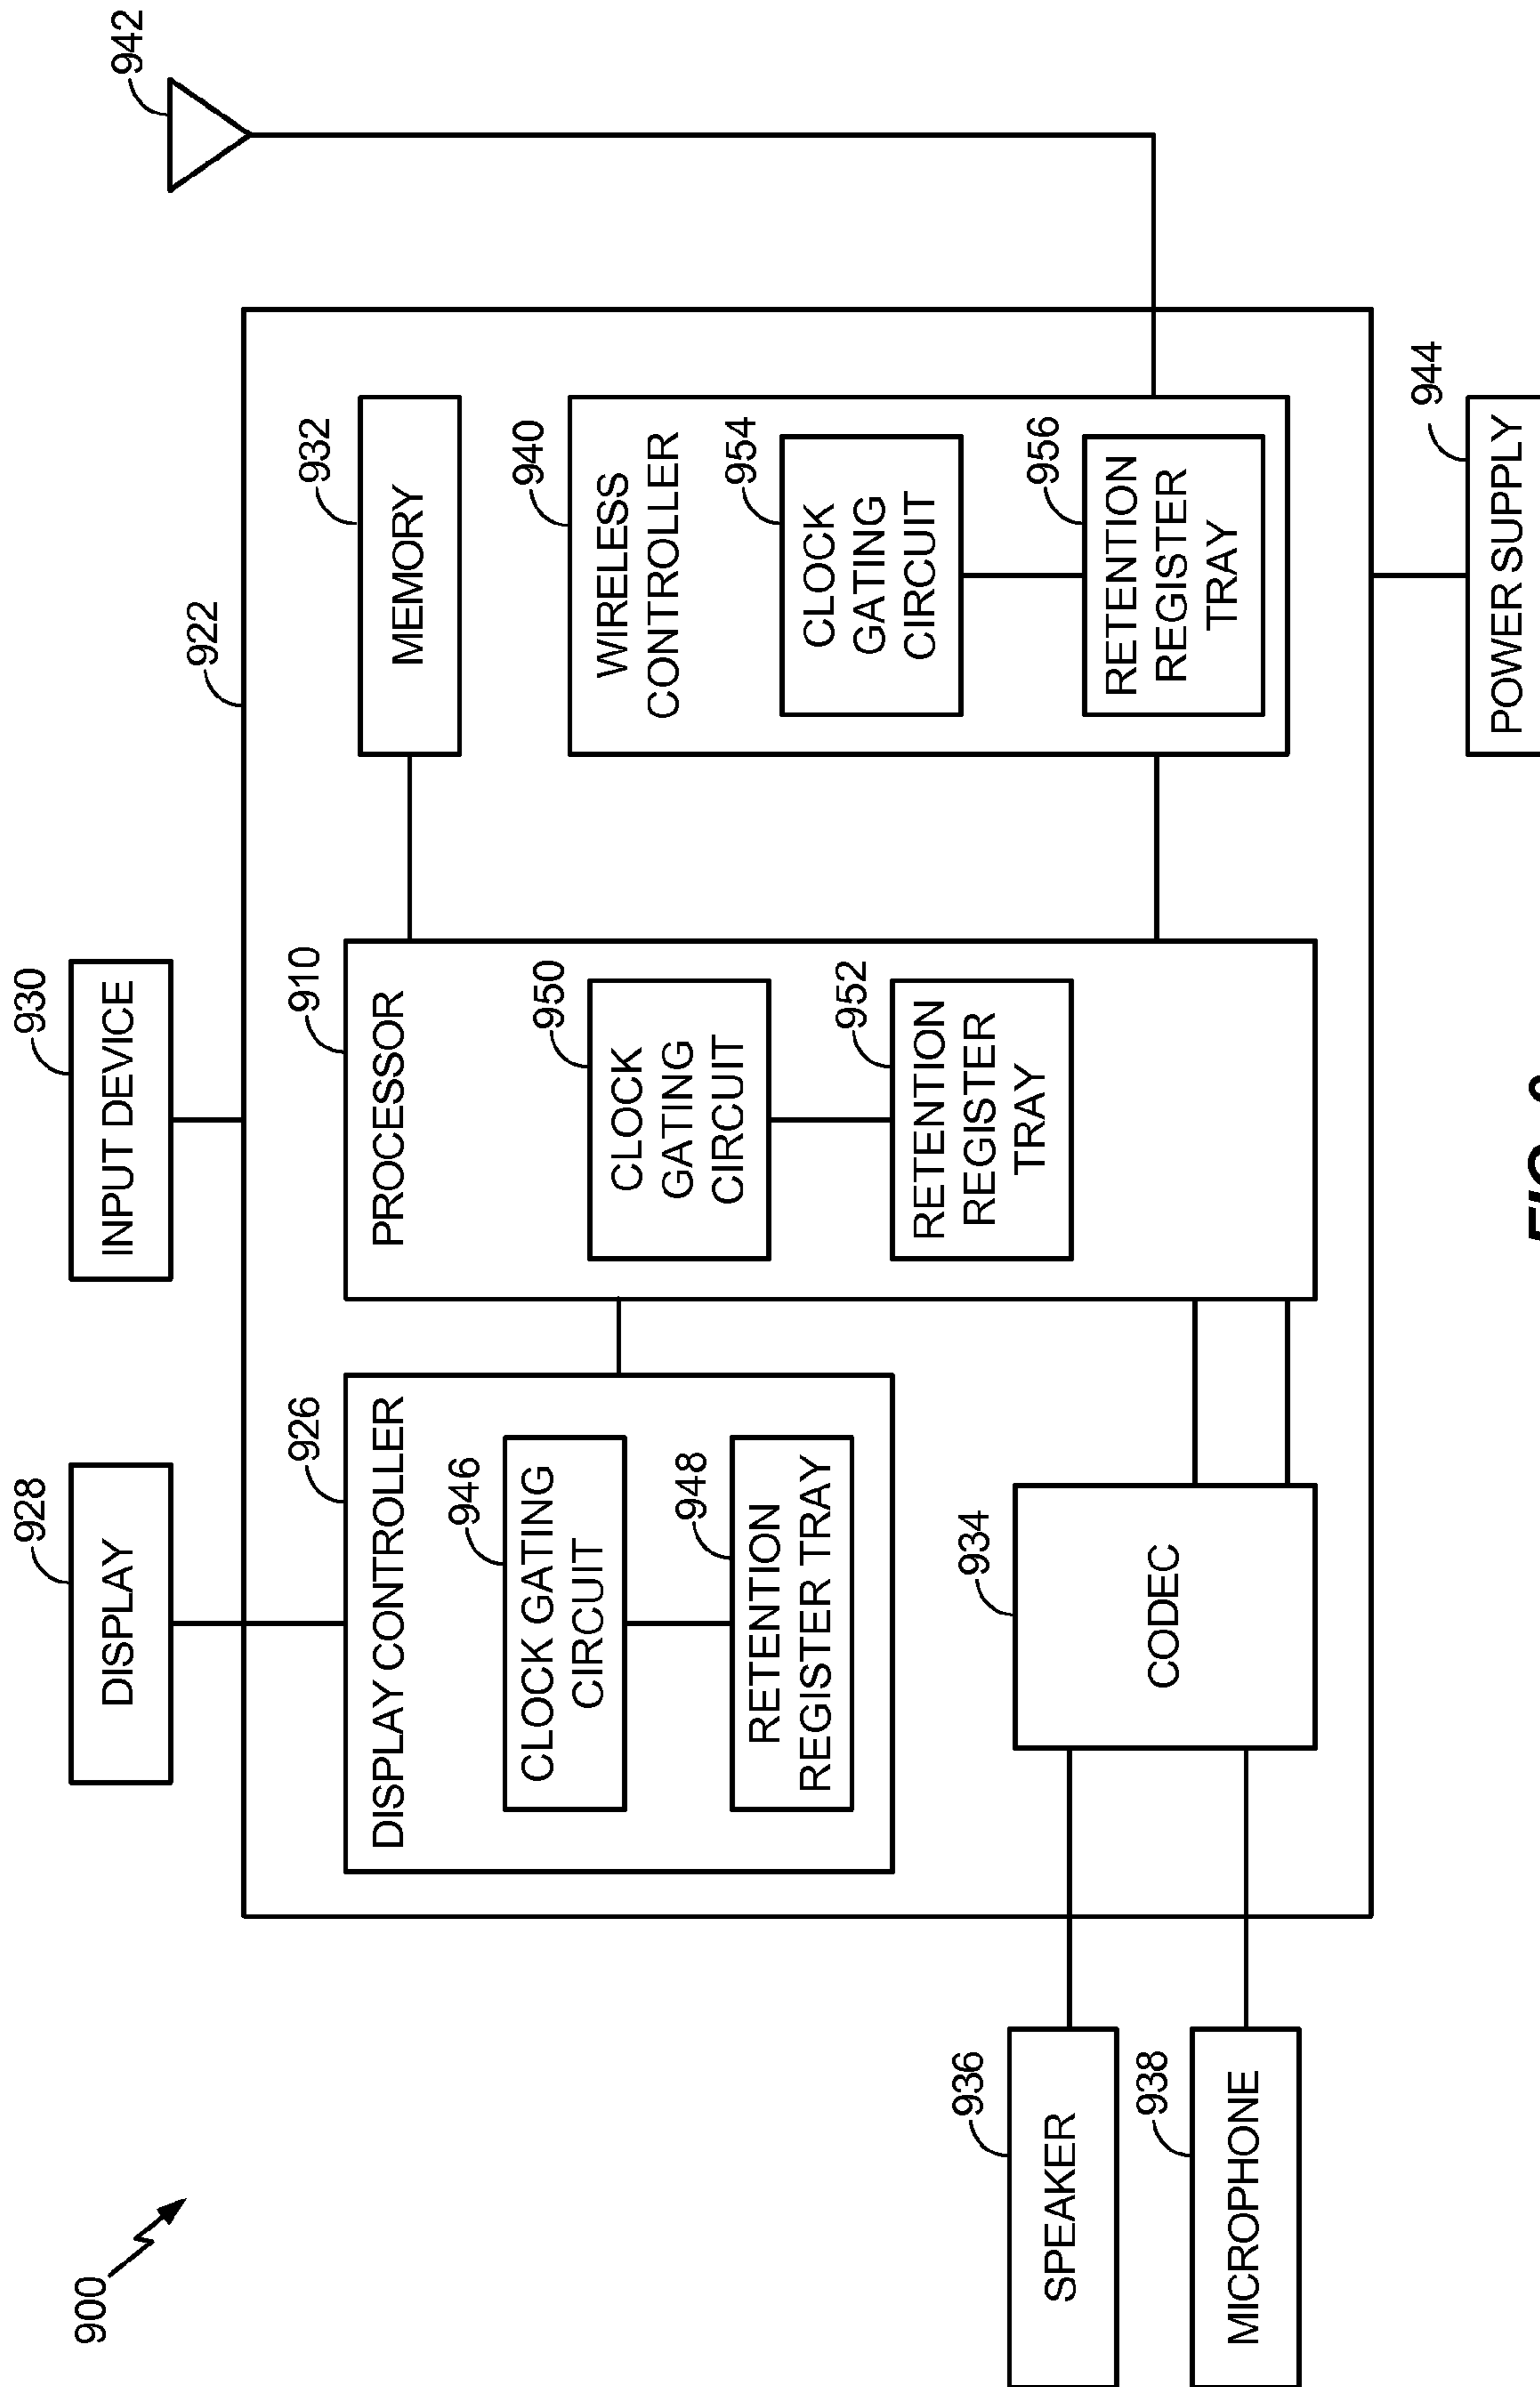 900
928
DISPLAY
930
INPUT DEVICE
942
922
926
DISPLAY CONTROLLER
946
CLOCK GATING
CIRCUIT
948
RETENTION
REGISTER TRAY
910
PROCESSOR
950
CLOCK
GATING
CIRCUIT
952
RETENTION
REGISTER
TRAY
932
MEMORY
940
WIRELESS
CONTROLLER
954
CLOCK
GATING
CIRCUIT
956
RETENTION
REGISTER
TRAY
936
SPEAKER
938
MICROPHONE
934
CODEC
944
POWER SUPPLY
FIG.